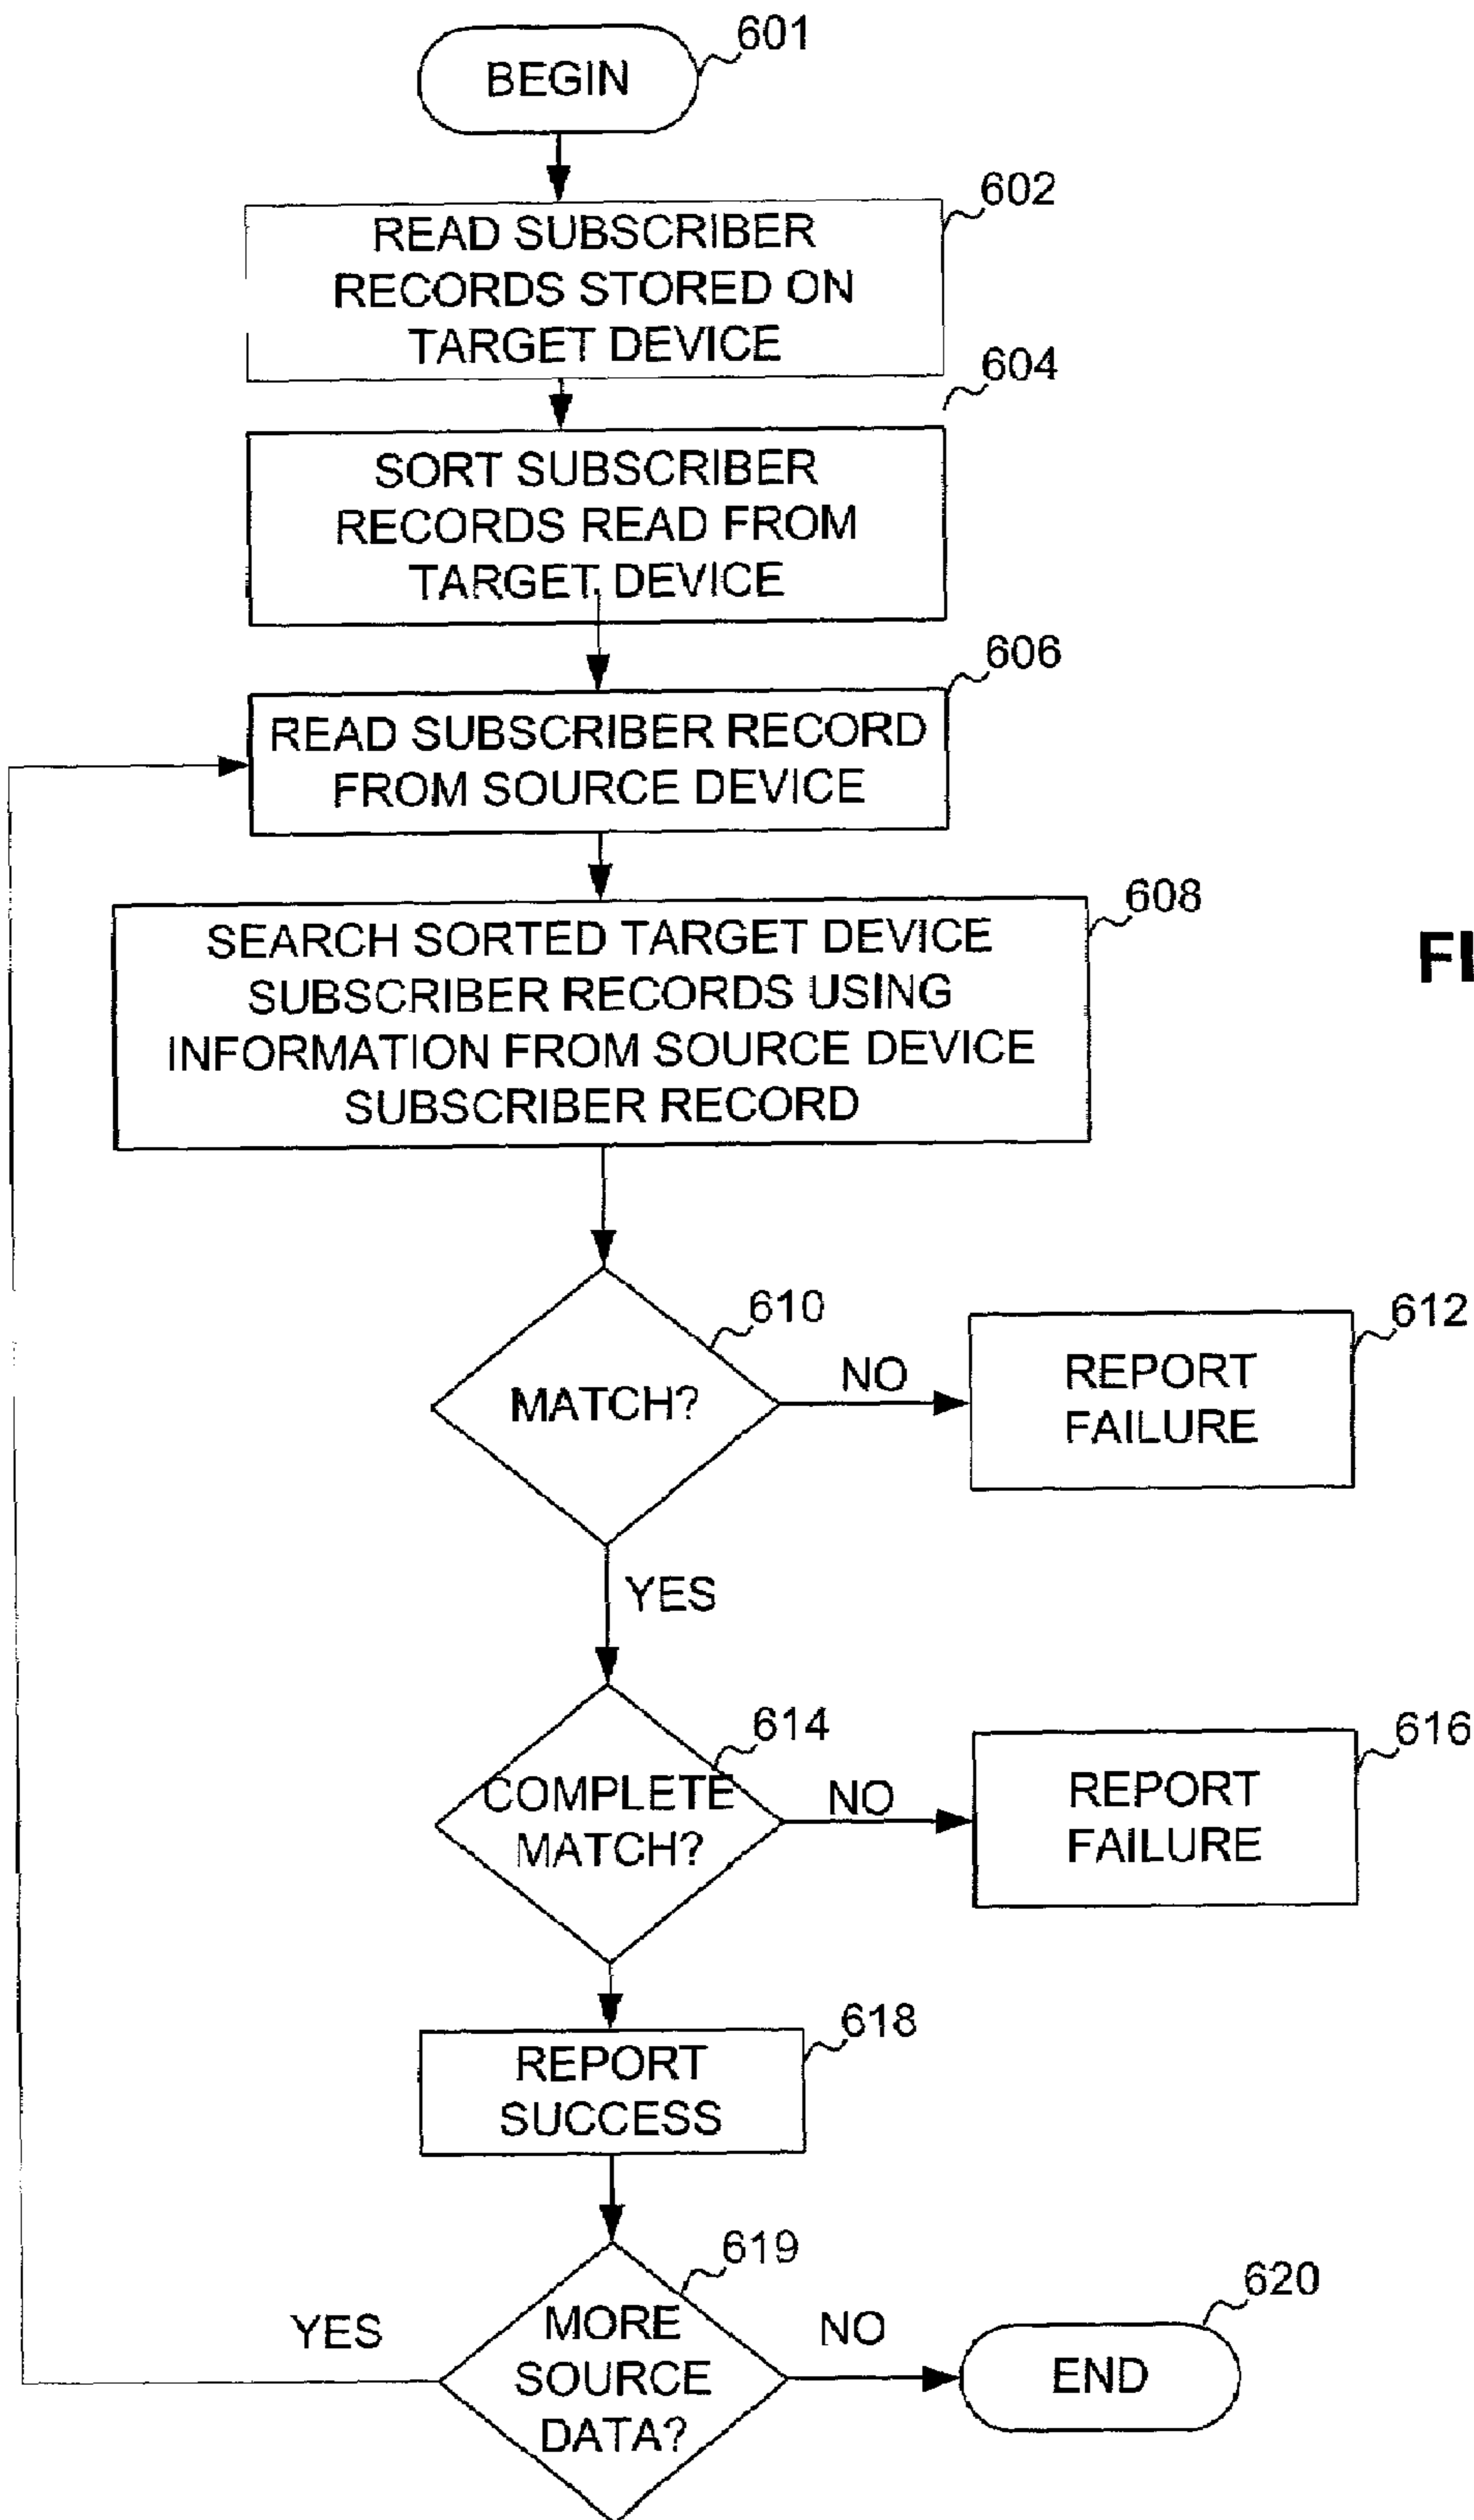 601
BEGIN
602
READ SUBSCRIBER
RECORDS STORED ON
TARGET DEVICE
604
SORT SUBSCRIBER
RECORDS READ FROM
TARGET DEVICE
606
READ SUBSCRIBER RECORD
FROM SOURCE DEVICE
608
SEARCH SORTED TARGET DEVICE
SUBSCRIBER RECORDS USING
INFORMATION FROM SOURCE DEVICE
SUBSCRIBER RECORD
FI
610
MATCH?
NO
612
REPORT
FAILURE
YES
614
COMPLETE
MATCH?
NO
616
REPORT
FAILURE
618
REPORT
SUCCESS
619
MORE
SOURCE
DATA?
YES
NO
620
END